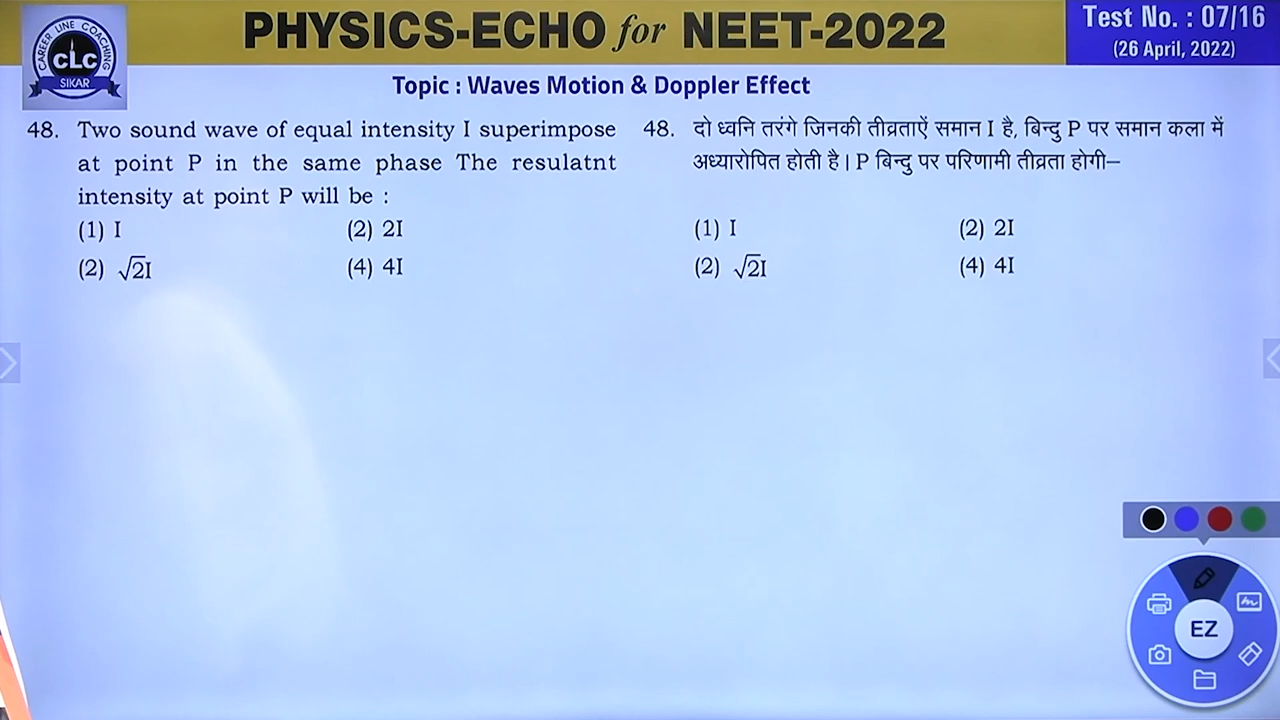 CAREER LINE COACHING
CLC
SIKAR
PHYSICS-ECHO for NEET-2022
Test No. : 07/16
(26 April, 2022)
Topic : Waves Motion & Doppler Effect
48. Two sound wave of equal intensity I superimpose
at point P in the same phase The resulatnt
intensity at point P will be :
(1) I (2) 2I
(2) √2I (4) 4I
48. दो ध्वनि तरंगे जिनकी तीव्रताऐं समान I है, बिन्दु P पर समान कला में
अध्यारोपित होती है। P बिन्दु पर परिणामी तीव्रता होगी–
(1) I (2) 2I
(2) √2I (4) 4I
EZ